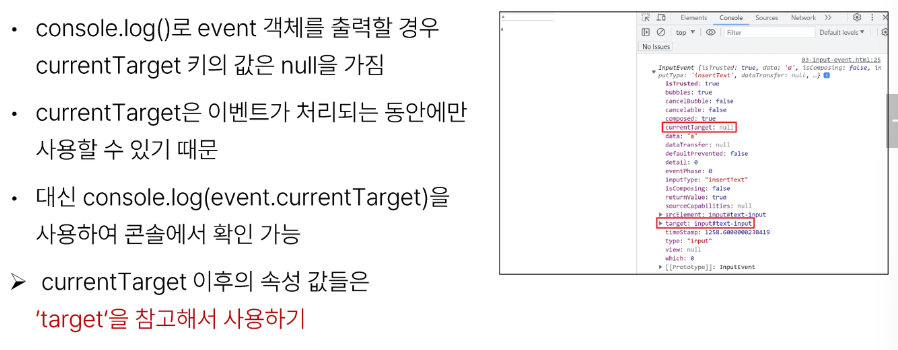 • console.log()로 event 객체를 출력할 경우
currentTarget 키의 값은 null을 가짐
• currentTarget은 이벤트가 처리되는 동안에만
사용할 수 있기 때문
• 대신 console.log(event.currentTarget)을
사용하여 콘솔에서 확인 가능
➢ currentTarget 이후의 속성 값들은
'target'을 참고해서 사용하기
a
Elements Console Sources Network
top Filter Default levels
No Issues
03-input-event.html:25
InputEvent {isTrusted: true, data: 'a', isComposing: false, in
putType: 'insertText', dataTransfer: null, …}
isTrusted: true
bubbles: true
cancelBubble: false
cancelable: false
composed: true
currentTarget: null
data: "a"
dataTransfer: null
defaultPrevented: false
detail: 0
eventPhase: 0
inputType: "insertText"
isComposing: false
returnValue: true
sourceCapabilities: null
srcElement: input#text-input
target: input#text-input
timeStamp: 1258.6000000238419
type: "input"
view: null
which: 0
[[Prototype]]: InputEvent